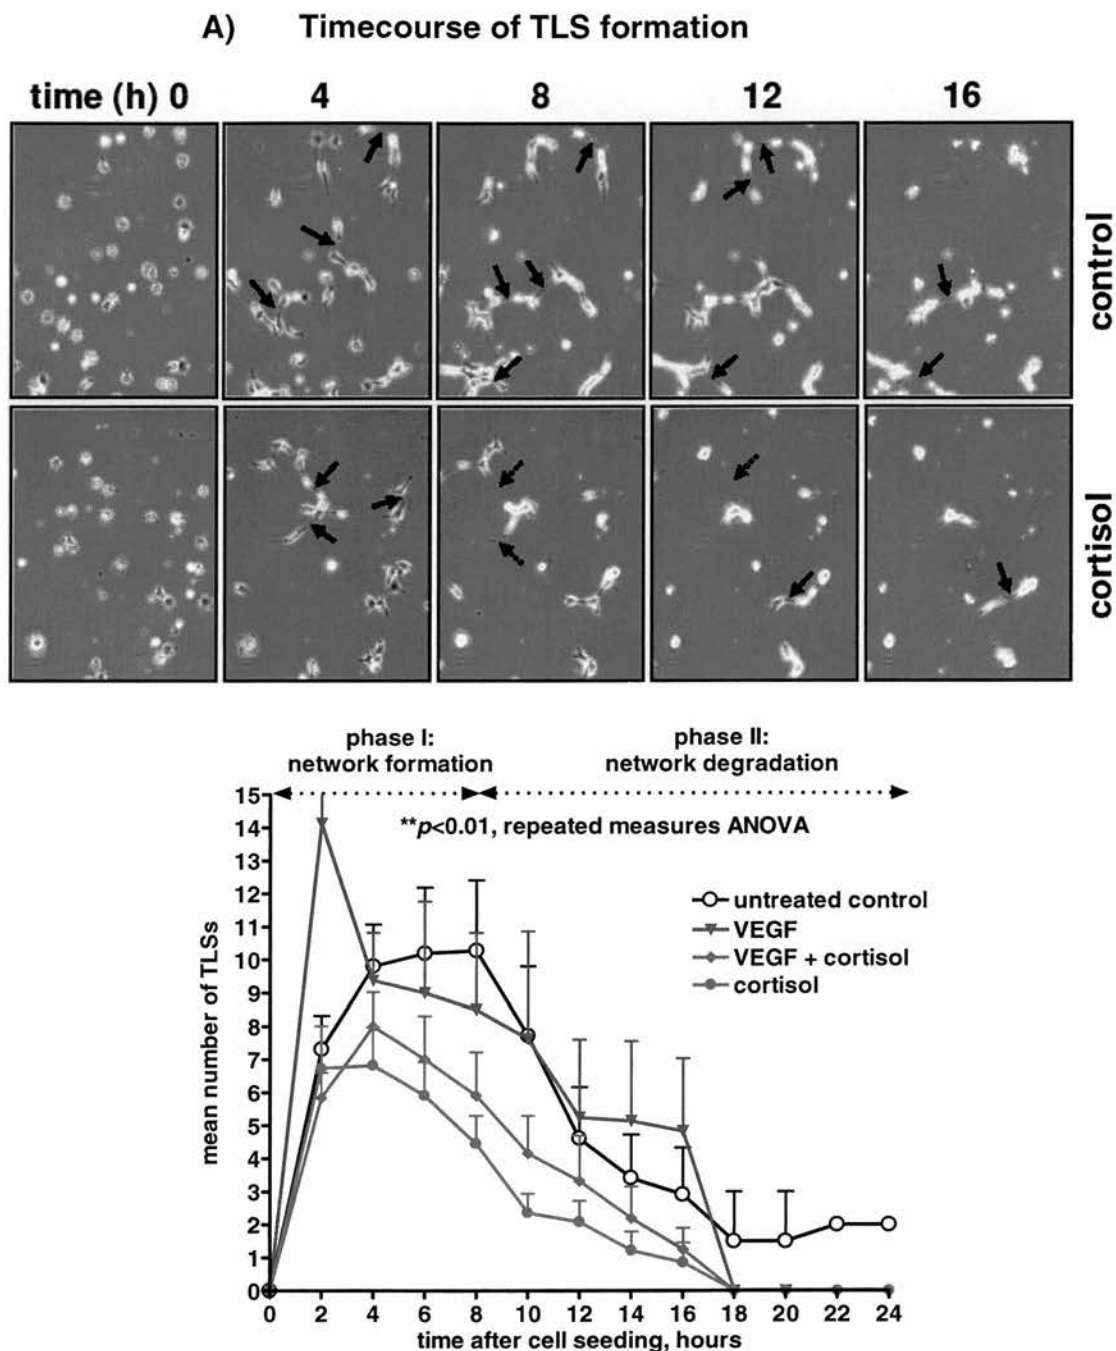 A) Timecourse of TLS formation
time (h) 0 4 8 12 16
control
cortisol
phase I:
network formation
phase II:
network degradation
**p<0.01, repeated measures ANOVA
untreated control
VEGF
VEGF + cortisol
cortisol
mean number of TLSs
15
14
13
12
11
10
9
8
7
6
5
4
3
2
1
0
0 2 4 6 8 10 12 14 16 18 20 22 24
time after cell seeding, hours